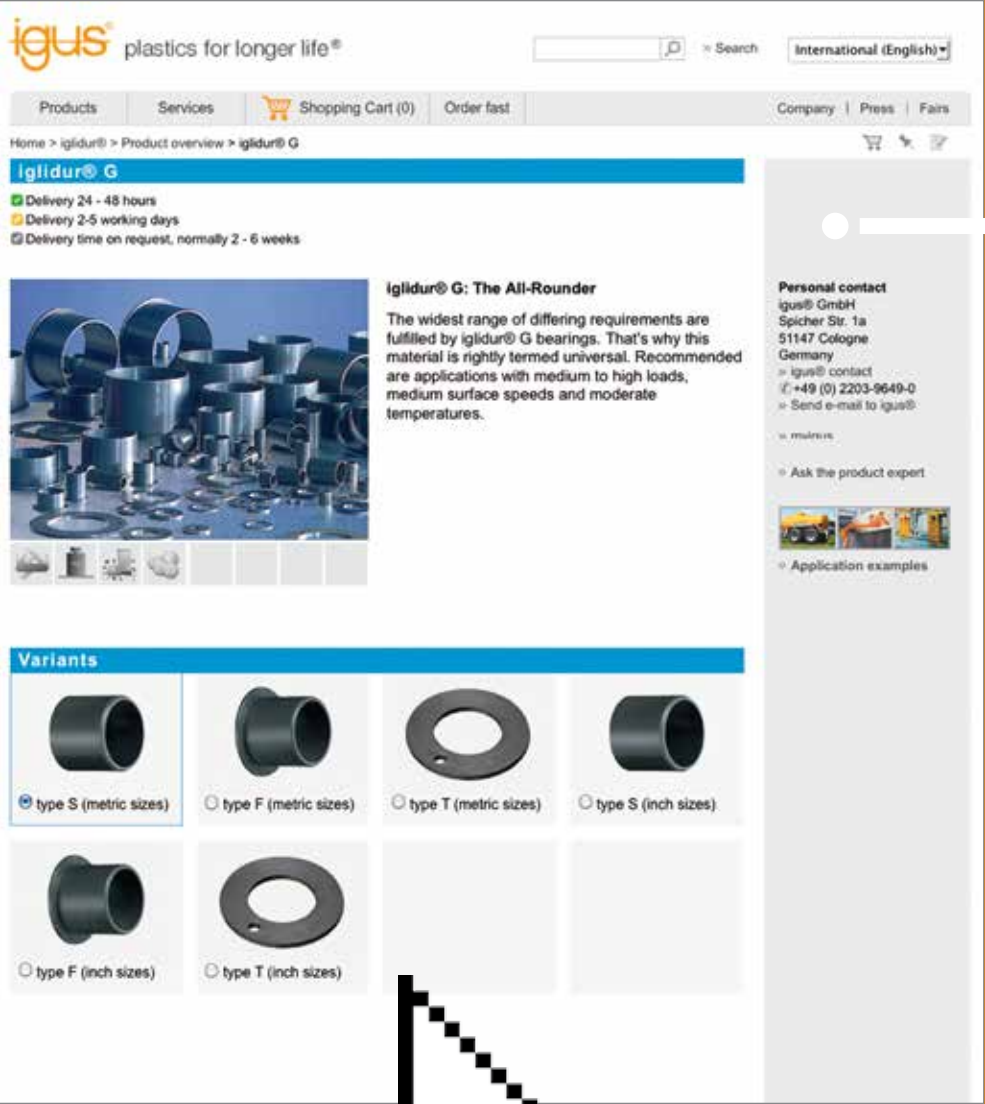 igus® plastics for longer life®
» Search
International (English)
Products
Services
Shopping Cart (0)
Order fast
Company | Press | Fairs
Home > iglidur® > Product overview > iglidur® G
iglidur® G
Delivery 24 - 48 hours
Delivery 2-5 working days
Delivery time on request, normally 2 - 6 weeks
iglidur® G: The All-Rounder
The widest range of differing requirements are
fulfilled by iglidur® G bearings. That's why this
material is rightly termed universal. Recommended
are applications with medium to high loads,
medium surface speeds and moderate
temperatures.
Personal contact
igus® GmbH
Spicher Str. 1a
51147 Cologne
Germany
» igus® contact
✆ +49 (0) 2203-9649-0
» Send e-mail to igus®
» Ask the product expert
» Application examples
Variants
type S (metric sizes)
type F (metric sizes)
type T (metric sizes)
type S (inch sizes)
type F (inch sizes)
type T (inch sizes)